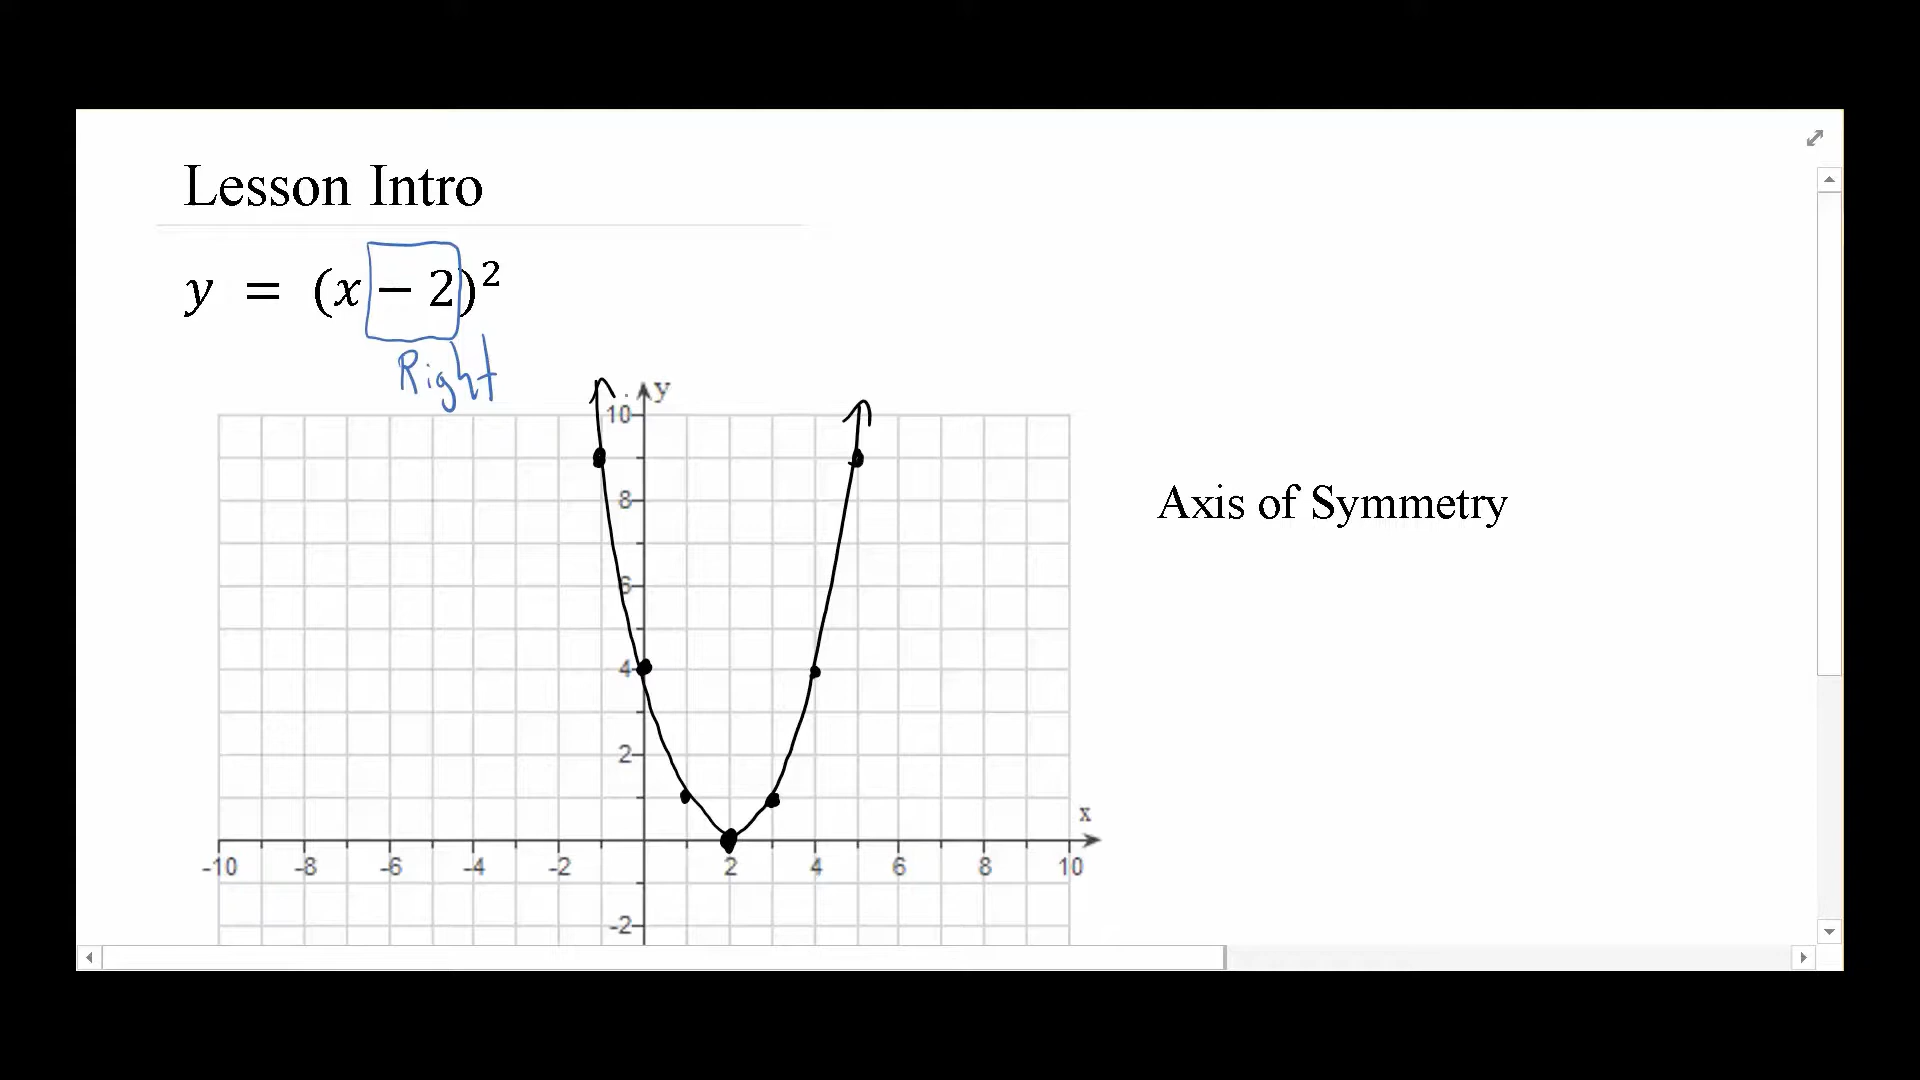 Lesson Intro
y = (x − 2)²
Right
y
10
8
Axis of Symmetry
6
4
2
x
-10 -8 -6 -4 -2 2 4 6 8 10
-2